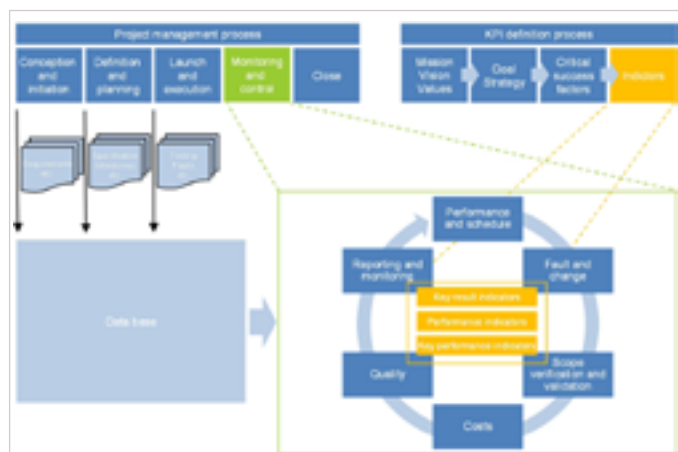 Project management process
KPI definition process
Conception
and
initiation
Definition
and
planning
Launch
and
execution
Monitoring
and
control
Close
Mission
Vision
Values
Goal
Strategy
Critical
success
factors
Indicators
Data base
Performance
and schedule
Reporting and
monitoring
Fault and
change
Key result indicators
Performance indicators
Key performance indicators
Quality
Scope
verification and
validation
Costs